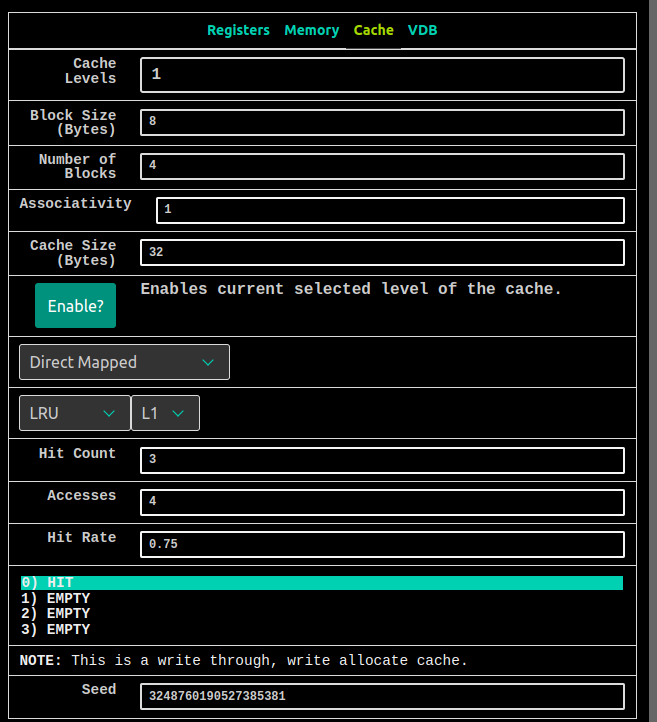 Registers Memory Cache VDB
Cache
Levels
1
Block Size
(Bytes)
8
Number of
Blocks
4
Associativity
1
Cache Size
(Bytes)
32
Enable?
Enables current selected level of the cache.
Direct Mapped
LRU
L1
Hit Count
3
Accesses
4
Hit Rate
0.75
0) HIT
1) EMPTY
2) EMPTY
3) EMPTY
NOTE: This is a write through, write allocate cache.
Seed
3248760190527385381